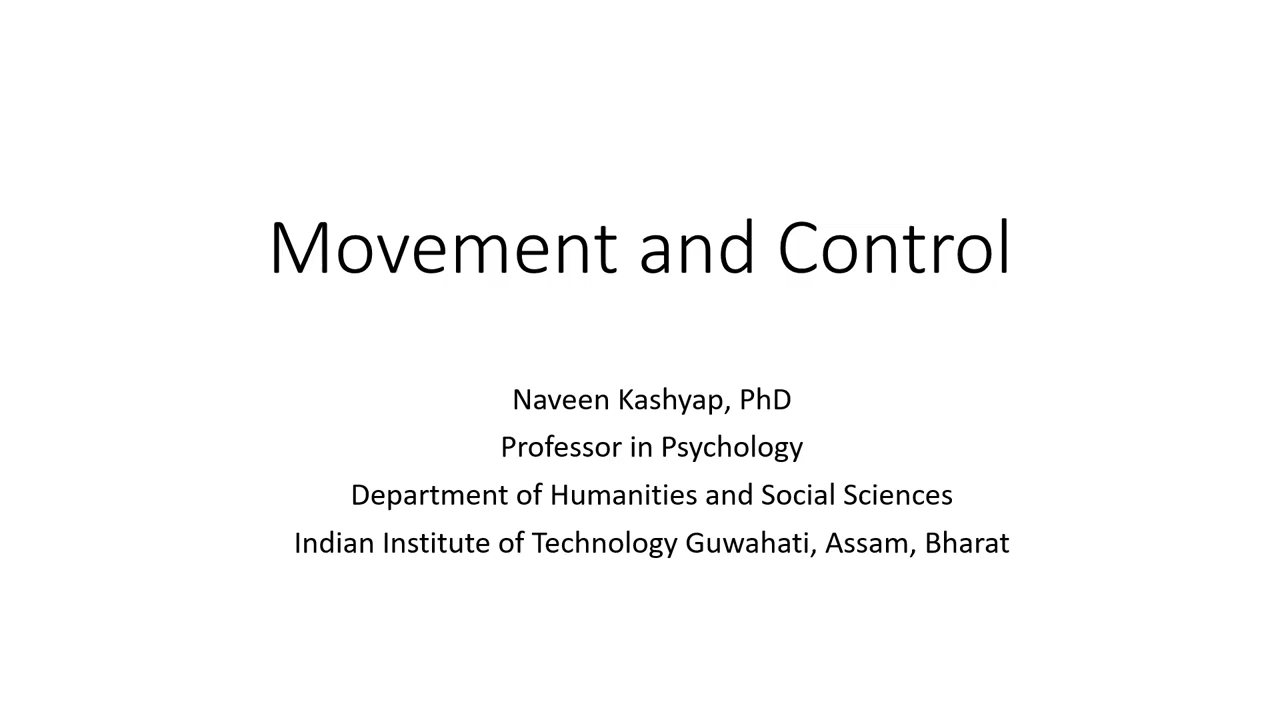 Movement and Control
Naveen Kashyap, PhD
Professor in Psychology
Department of Humanities and Social Sciences
Indian Institute of Technology Guwahati, Assam, Bharat